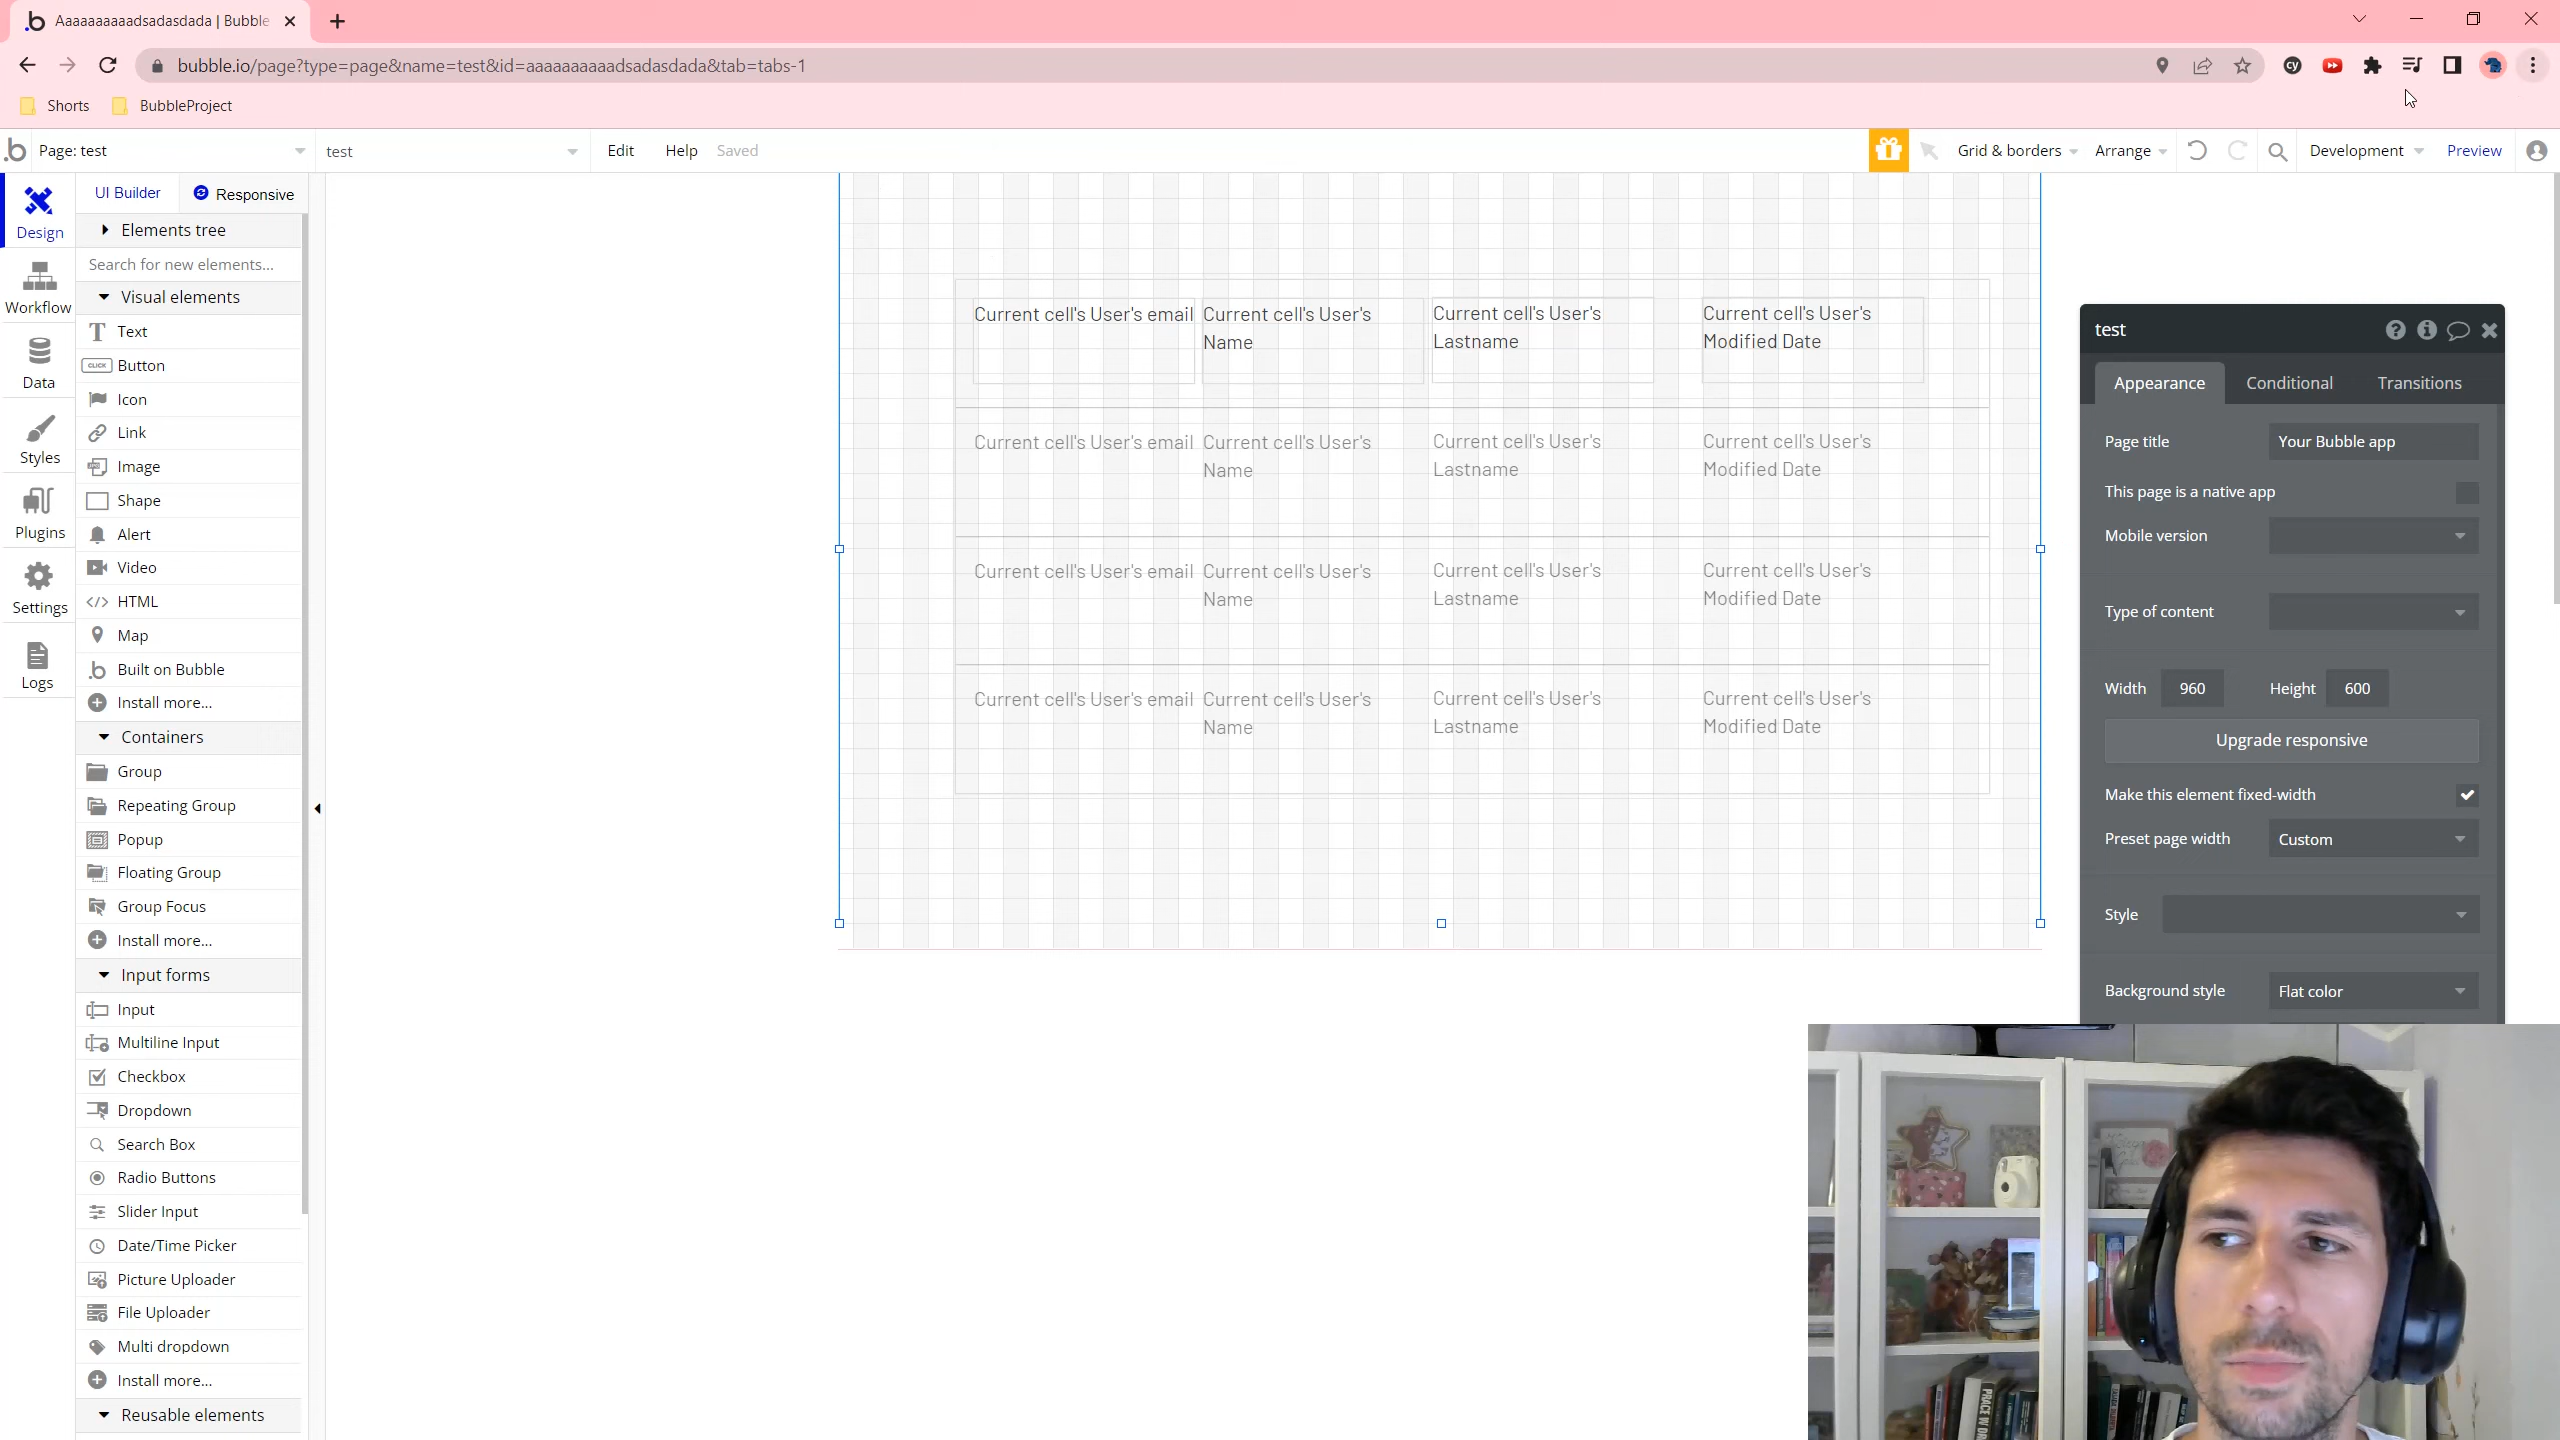 Aaaaaaaaaadsadasdada | Bubble
bubble.io/page?type=page&name=test&id=aaaaaaaaaadsadasdada&tab=tabs-1
Shorts
BubbleProject
Page: test
test
Edit
Help
Saved
Grid & borders
Arrange
Development
Preview
Design
Workflow
Data
Styles
Plugins
Settings
Logs
UI Builder
Responsive
Elements tree
Search for new elements...
Visual elements
Text
CLICK
Button
Icon
Link
Image
Shape
Alert
Video
HTML
Map
Built on Bubble
Install more...
Containers
Group
Repeating Group
Popup
Floating Group
Group Focus
Install more...
Input forms
Input
Multiline Input
Checkbox
Dropdown
Search Box
Radio Buttons
Slider Input
Date/Time Picker
Picture Uploader
File Uploader
Multi dropdown
Install more...
Reusable elements
Current cell's User's email
Current cell's User's
Name
Current cell's User's
Lastname
Current cell's User's
Modified Date
Current cell's User's email
Current cell's User's
Name
Current cell's User's
Lastname
Current cell's User's
Modified Date
Current cell's User's email
Current cell's User's
Name
Current cell's User's
Lastname
Current cell's User's
Modified Date
Current cell's User's email
Current cell's User's
Name
Current cell's User's
Lastname
Current cell's User's
Modified Date
test
Appearance
Conditional
Transitions
Page title
Your Bubble app
This page is a native app
Mobile version
Type of content
Width
960
Height
600
Upgrade responsive
Make this element fixed-width
Preset page width
Custom
Style
Background style
Flat color